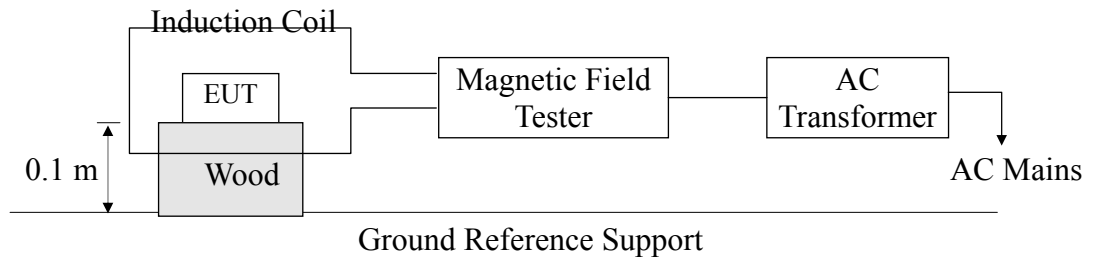 Induction Coil
EUT
Magnetic Field
Tester
AC
Transformer
0.1 m
Wood
AC Mains
Ground Reference Support